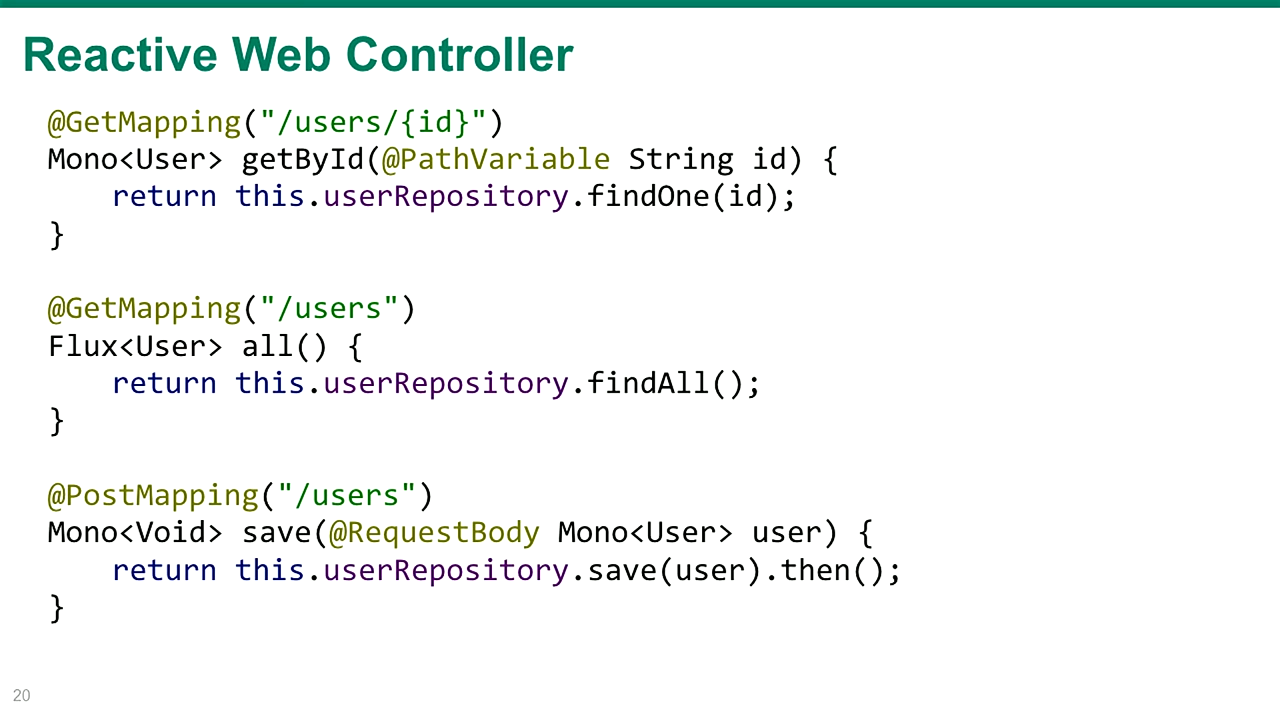 Reactive Web Controller
@GetMapping("/users/{id}")
Mono<User> getById(@PathVariable String id) {
    return this.userRepository.findOne(id);
}
@GetMapping("/users")
Flux<User> all() {
    return this.userRepository.findAll();
}
@PostMapping("/users")
Mono<Void> save(@RequestBody Mono<User> user) {
    return this.userRepository.save(user).then();
}
20